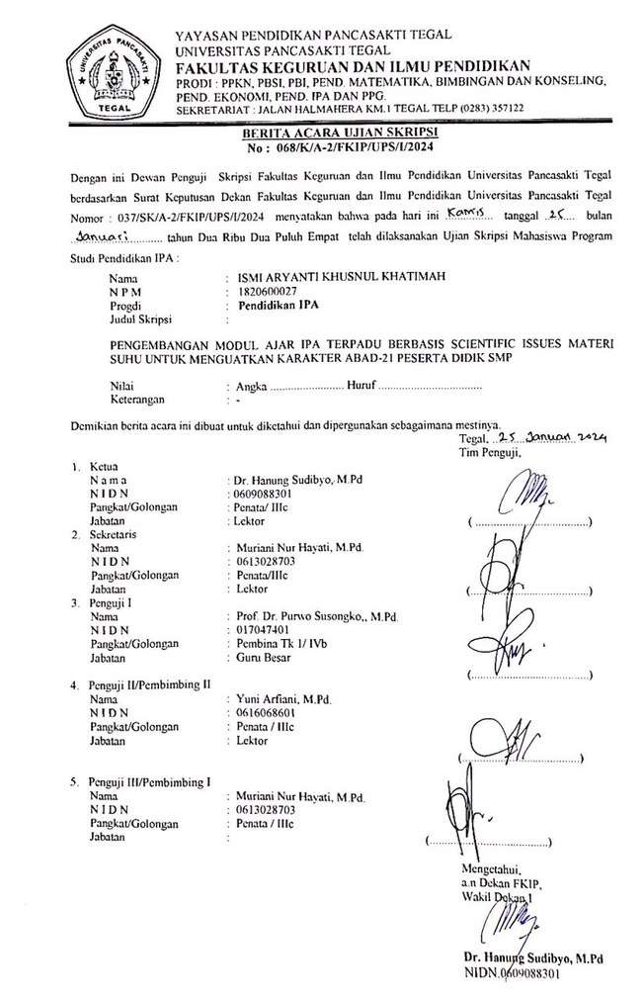 UNIVERSITAS PANCASAKTI
TEGAL
YAYASAN PENDIDIKAN PANCASAKTI TEGAL
UNIVERSITAS PANCASAKTI TEGAL
FAKULTAS KEGURUAN DAN ILMU PENDIDIKAN
PRODI : PPKN, PBSI, PBI, PEND. MATEMATIKA, BIMBINGAN DAN KONSELING,
PEND. EKONOMI, PEND. IPA DAN PPG.
SEKRETARIAT : JALAN HALMAHERA KM.1 TEGAL TELP (0283) 357122
BERITA ACARA UJIAN SKRIPSI
No : 068/K/A-2/FKIP/UPS/I/2024
Dengan ini Dewan Penguji Skripsi Fakultas Keguruan dan Ilmu Pendidikan Universitas Pancasakti Tegal
berdasarkan Surat Keputusan Dekan Fakultas Keguruan dan Ilmu Pendidikan Universitas Pancasakti Tegal
Nomor : 037/SK/A-2/FKIP/UPS/I/2024 menyatakan bahwa pada hari ini Kamis tanggal 25 bulan
Januari tahun Dua Ribu Dua Puluh Empat telah dilaksanakan Ujian Skripsi Mahasiswa Program
Studi Pendidikan IPA :
Nama : ISMI ARYANTI KHUSNUL KHATIMAH
N P M : 1820600027
Progdi : Pendidikan IPA
Judul Skripsi :
PENGEMBANGAN MODUL AJAR IPA TERPADU BERBASIS SCIENTIFIC ISSUES MATERI
SUHU UNTUK MENGUATKAN KARAKTER ABAD-21 PESERTA DIDIK SMP
Nilai : Angka ........................ Huruf ...................................
Keterangan : -
Demikian berita acara ini dibuat untuk diketahui dan dipergunakan sebagaimana mestinya.
Tegal, 25 Januari 2024
Tim Penguji,
1. Ketua
N a m a : Dr. Hanung Sudibyo, M.Pd
N I D N : 0609088301
Pangkat/Golongan : Penata/ IIIc
Jabatan : Lektor
(......................................)
2. Sekretaris
Nama : Muriani Nur Hayati, M.Pd.
N I D N : 0613028703
Pangkat/Golongan : Penata/IIIc
Jabatan : Lektor
(......................................)
3. Penguji I
Nama : Prof. Dr. Purwo Susongko,, M.Pd.
N I D N : 017047401
Pangkat/Golongan : Pembina Tk 1/ IVb
Jabatan : Guru Besar
(......................................)
4. Penguji II/Pembimbing II
Nama : Yuni Arfiani, M.Pd.
N I D N : 0616068601
Pangkat/Golongan : Penata / IIIc
Jabatan : Lektor
(......................................)
5. Penguji III/Pembimbing I
Nama : Muriani Nur Hayati, M.Pd.
N I D N : 0613028703
Pangkat/Golongan : Penata / IIIc
Jabatan :
(......................................)
Mengetahui,
a.n Dekan FKIP,
Wakil Dekan I
Dr. Hanung Sudibyo, M.Pd
NIDN.0609088301